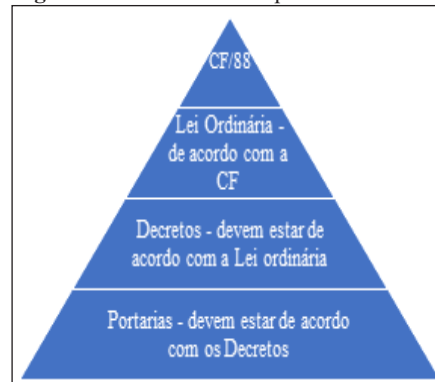 CF/88
Lei Ordinária -
de acordo com a
CF
Decretos - devem estar de
acordo com a Lei ordinária
Portarias - devem estar de acordo
com os Decretos